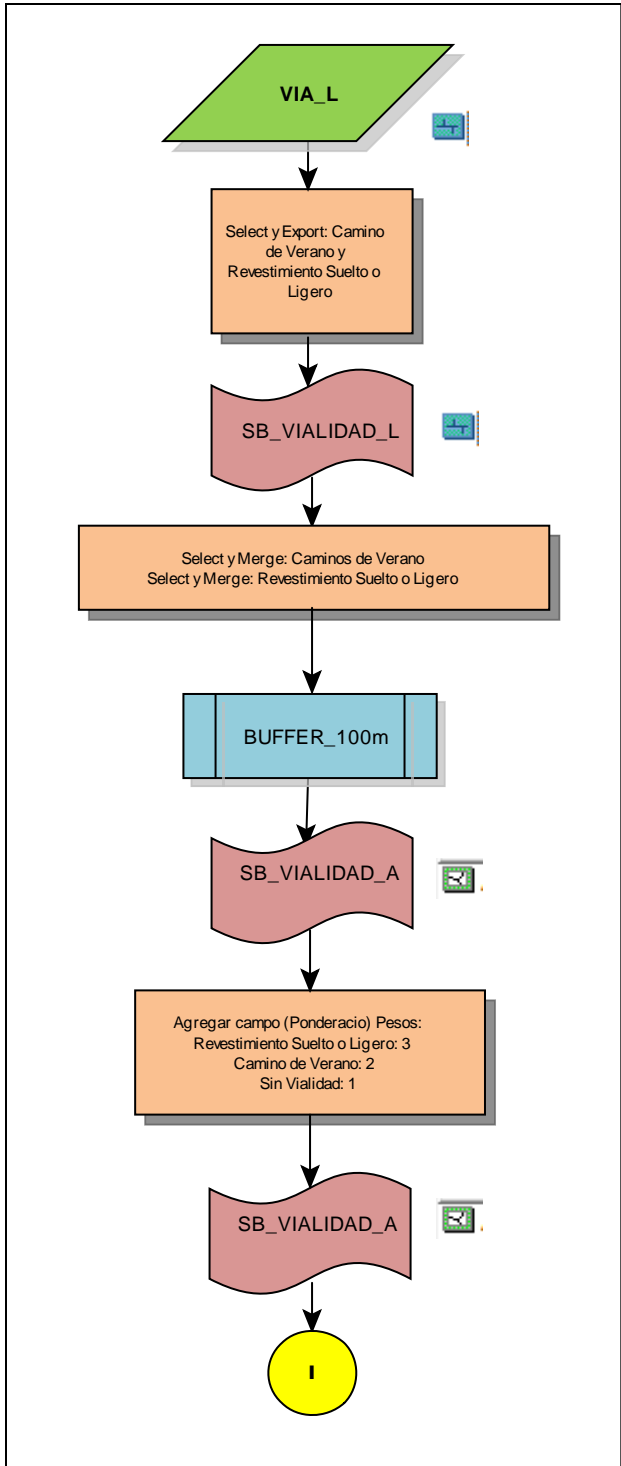 VIA_L
Select y Export: Camino
de Verano y
Revestimiento Suelto o
Ligero
SB_VIALIDAD_L
Select y Merge: Caminos de Verano
Select y Merge: Revestimiento Suelto o Ligero
BUFFER_100m
SB_VIALIDAD_A
Agregar campo (Ponderacio) Pesos:
Revestimiento Suelto o Ligero: 3
Camino de Verano: 2
Sin Vialidad: 1
SB_VIALIDAD_A
I